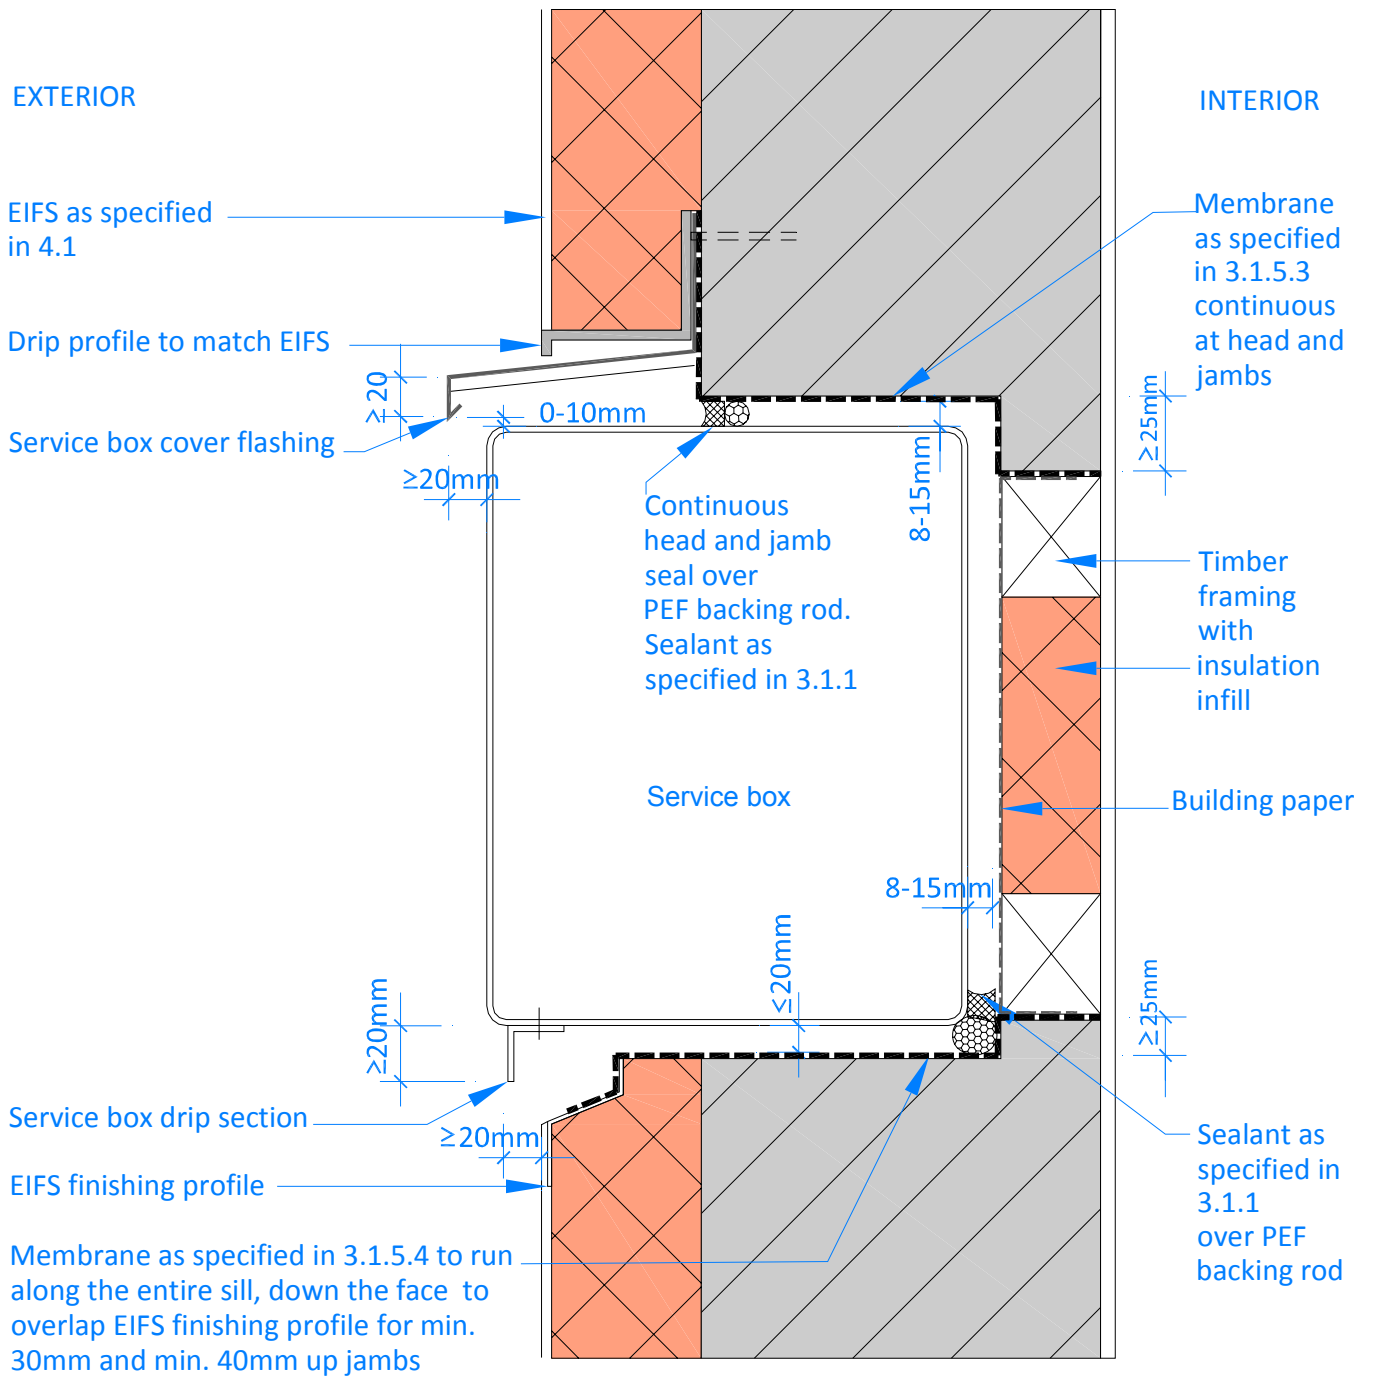 EXTERIOR
INTERIOR
EIFS as specified
in 4.1
Membrane
as specified
in 3.1.5.3
continuous
at head and
jambs
Drip profile to match EIFS
≥ 20
0-10mm
Service box cover flashing
≥20mm
8-15mm
≥25mm
Continuous
head and jamb
seal over
PEF backing rod.
Sealant as
specified in 3.1.1
Timber
framing
with
insulation
infill
Service box
Building paper
8-15mm
≤20mm
≥20mm
≥25mm
Service box drip section
≥20mm
EIFS finishing profile
Sealant as
specified in
3.1.1
over PEF
backing rod
Membrane as specified in 3.1.5.4 to run
along the entire sill, down the face to
overlap EIFS finishing profile for min.
30mm and min. 40mm up jambs